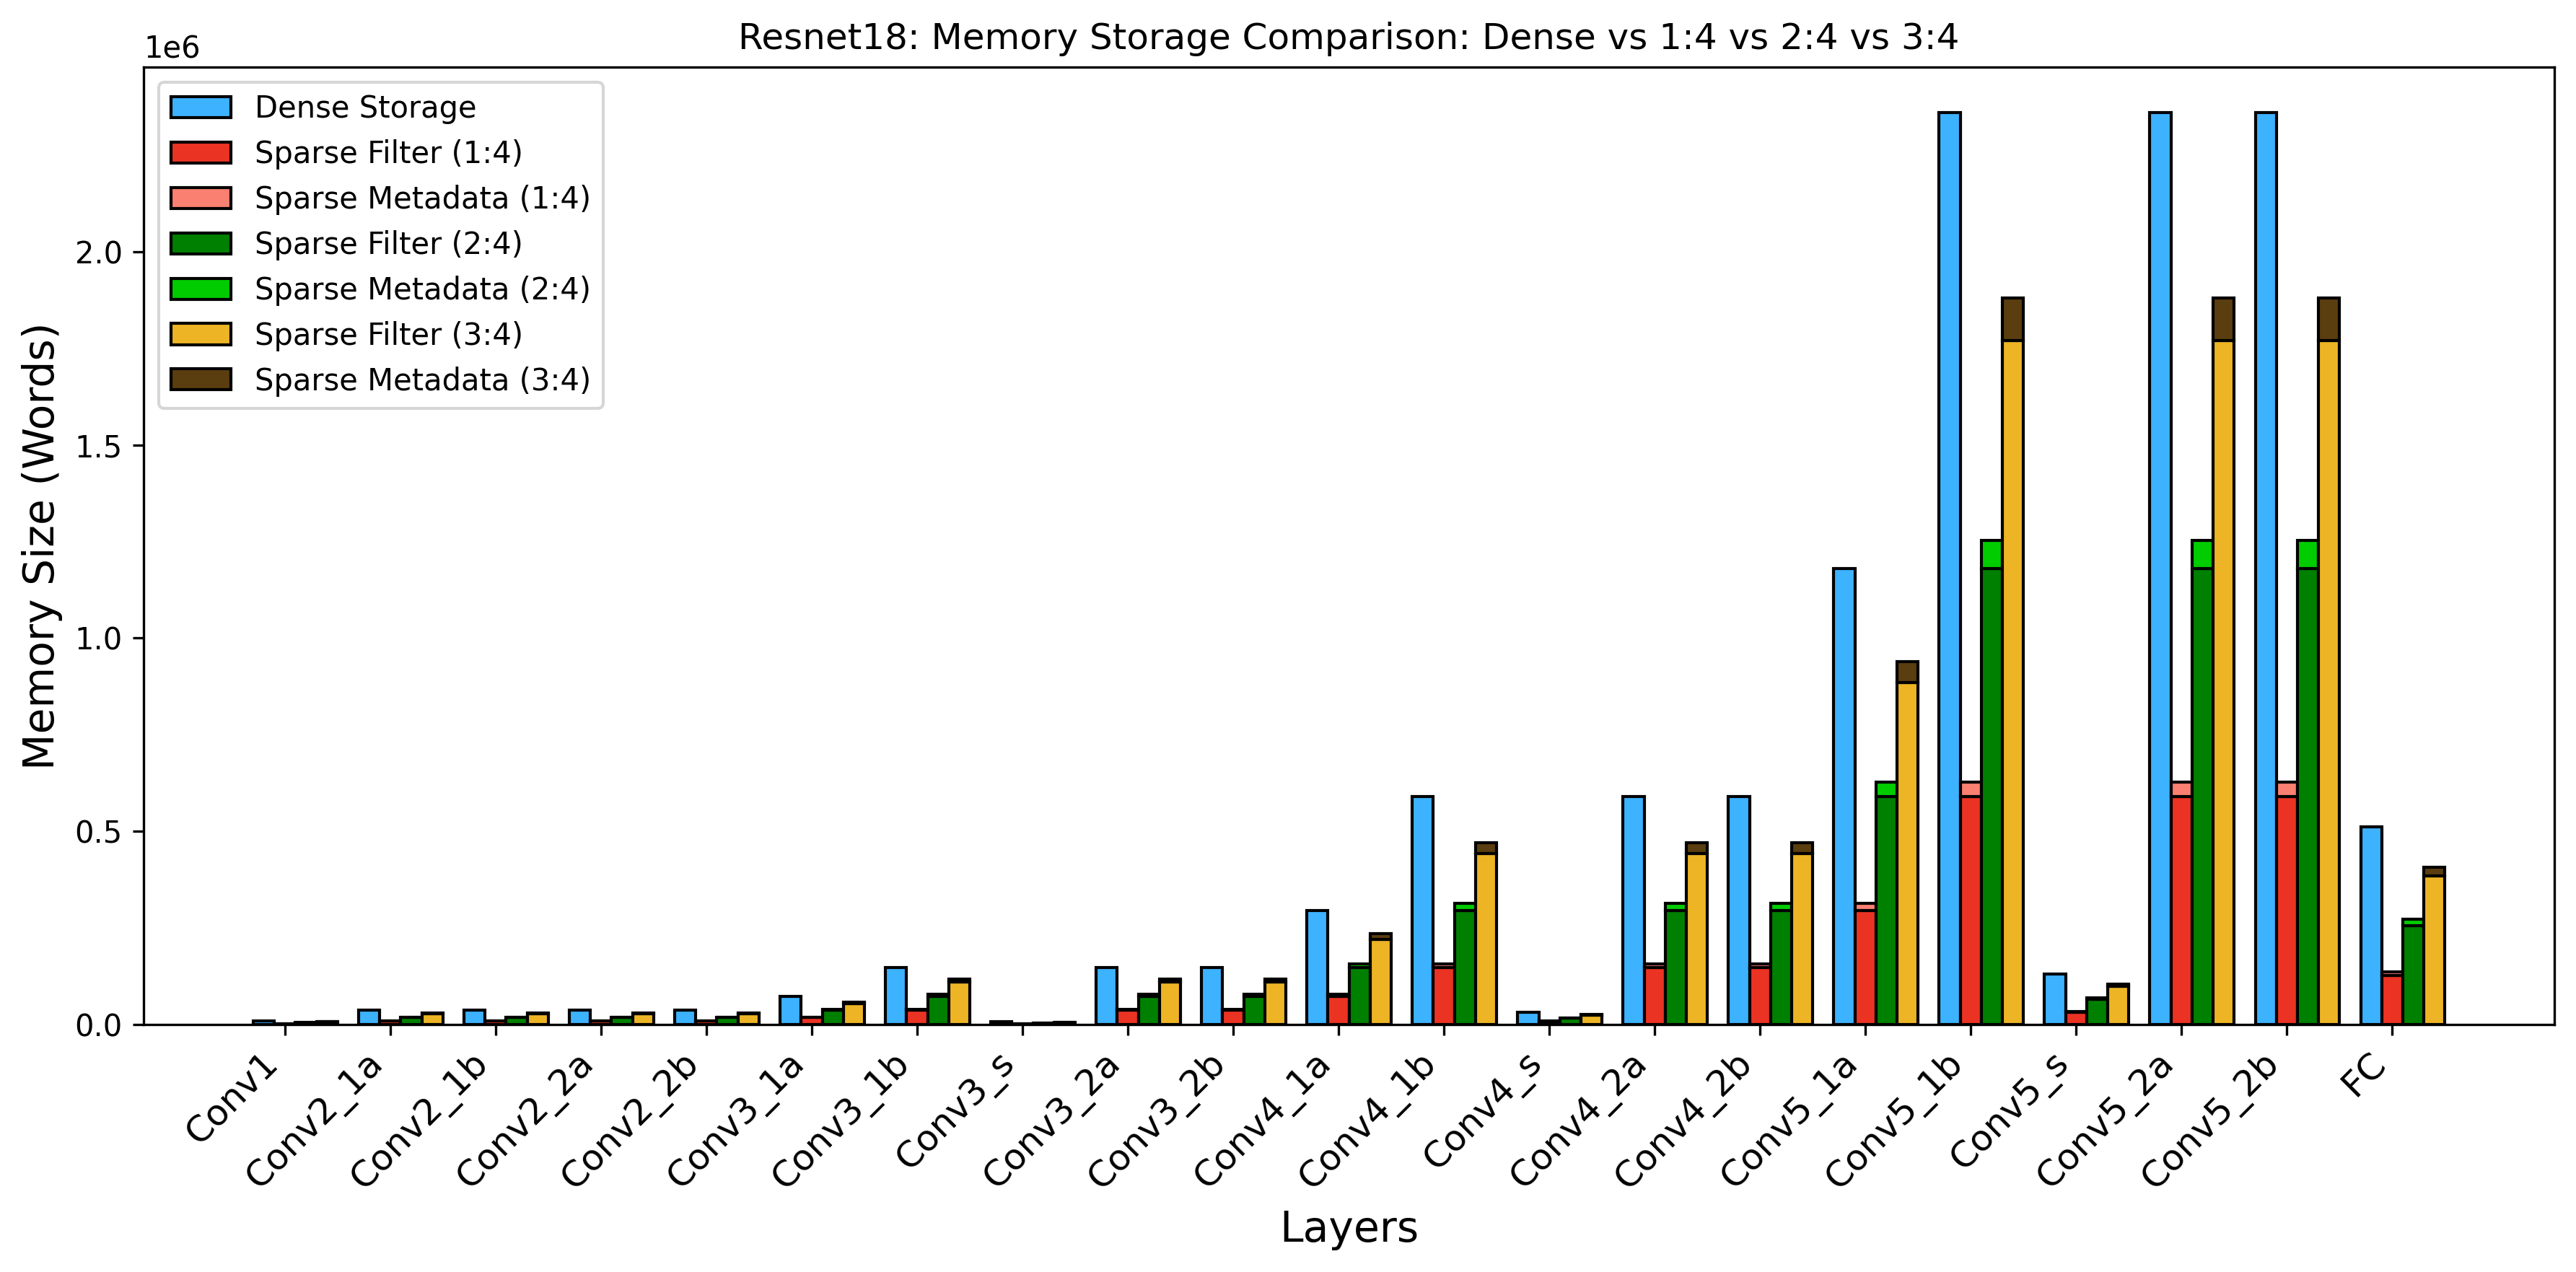 Resnet18: Memory Storage Comparison: Dense vs 1:4 vs 2:4 vs 3:4
1e6
Dense Storage
Sparse Filter (1:4)
Sparse Metadata (1:4)
Sparse Filter (2:4)
Sparse Metadata (2:4)
Sparse Filter (3:4)
Sparse Metadata (3:4)
Memory Size (Words)
2.0
1.5
1.0
0.5
0.0
Conv1
Conv2_1a
Conv2_1b
Conv2_2a
Conv2_2b
Conv3_1a
Conv3_1b
Conv3_s
Conv3_2a
Conv3_2b
Conv4_1a
Conv4_1b
Conv4_s
Conv4_2a
Conv4_2b
Conv5_1a
Conv5_1b
Conv5_s
Conv5_2a
Conv5_2b
FC
Layers